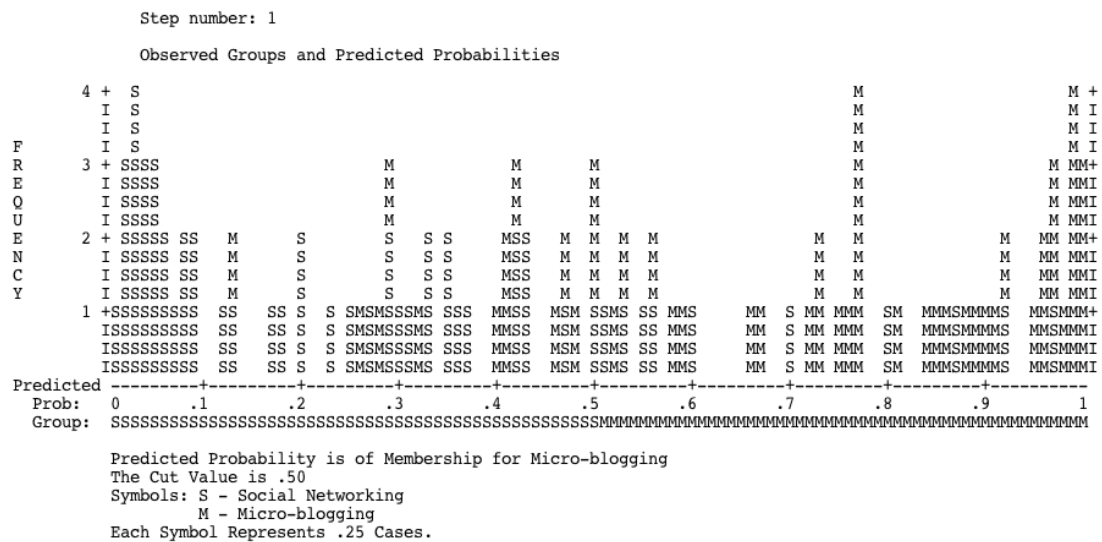 Step number: 1
             Observed Groups and Predicted Probabilities
       4 +  S                                                                         M                     M +
         I  S                                                                         M                     M I
         I  S                                                                         M                     M I
F        I  S                                                                         M                     M I
R      3 + SSSS                       M            M       M                          M                   M MM+
E        I SSSS                       M            M       M                          M                   M MMI
Q        I SSSS                       M            M       M                          M                   M MMI
U        I SSSS                       M            M       M                          M                   M MMI
E      2 + SSSSS SS   M      S        S   S S     MSS   M  M  M  M                M   M              M   MM MM+
N        I SSSSS SS   M      S        S   S S     MSS   M  M  M  M                M   M              M   MM MMI
C        I SSSSS SS   M      S        S   S S     MSS   M  M  M  M                M   M              M   MM MMI
Y        I SSSSS SS   M      S        S   S S     MSS   M  M  M  M                M   M              M   MM MMI
       1 +SSSSSSSSS  SS   SS S  S SMSMSSSMS SSS  MMSS  MSM SSMS SS MMS     MM  S MM MMM  SM  MMMSMMMMS  MMSMMM+
         ISSSSSSSSS  SS   SS S  S SMSMSSSMS SSS  MMSS  MSM SSMS SS MMS     MM  S MM MMM  SM  MMMSMMMMS  MMSMMMI
         ISSSSSSSSS  SS   SS S  S SMSMSSSMS SSS  MMSS  MSM SSMS SS MMS     MM  S MM MMM  SM  MMMSMMMMS  MMSMMMI
         ISSSSSSSSS  SS   SS S  S SMSMSSSMS SSS  MMSS  MSM SSMS SS MMS     MM  S MM MMM  SM  MMMSMMMMS  MMSMMMI
Predicted ---------+---------+---------+---------+---------+---------+---------+---------+---------+----------
  Prob:   0       .1        .2        .3        .4        .5        .6        .7        .8        .9         1
  Group:  SSSSSSSSSSSSSSSSSSSSSSSSSSSSSSSSSSSSSSSSSSSSSSSSSSMMMMMMMMMMMMMMMMMMMMMMMMMMMMMMMMMMMMMMMMMMMMMMMMMM
          Predicted Probability is of Membership for Micro-blogging
          The Cut Value is .50
          Symbols: S - Social Networking
                   M - Micro-blogging
          Each Symbol Represents .25 Cases.